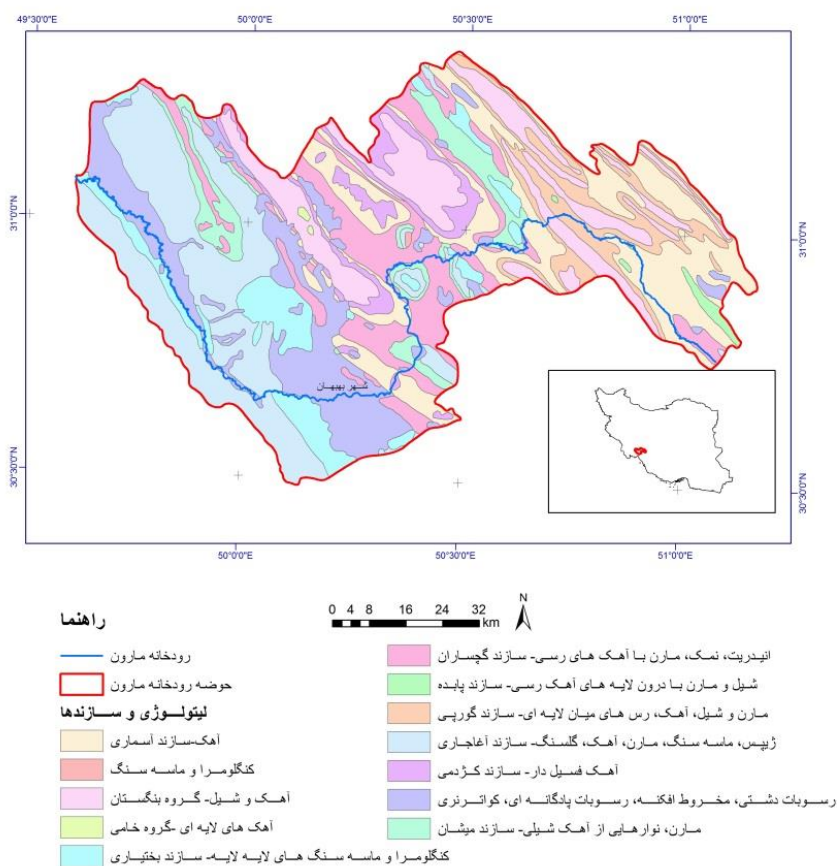 49°30'0"E 50°0'0"E 50°30'0"E 51°0'0"E
31°0'0"N
31°0'0"N
شهر بهبهان
30°30'0"N
30°30'0"N
50°0'0"E 50°30'0"E 51°0'0"E
راهنما
0 4 8 16 24 32
km
N
رودخانه مارون
حوضه رودخانه مارون
لیتولوژی و سازندها
آهک-سازند آسماری
کنگلومرا و ماسه سنگ
آهک و شیل- گروه بنگستان
آهک های لایه ای -گروه خامی
کنگلومرا و ماسه سنگ های لایه لایه- سازند بختیاری
انیدریت، نمک، مارن با آهک های رسی- سازند گچساران
شیل و مارن با درون لایه های آهک رسی- سازند پابده
مارن و شیل، آهک، رس های میان لایه ای- سازند گورپی
ژیپس، ماسه سنگ، مارن، آهک، گلسنگ- سازند آغاجاری
آهک فسیل دار- سازند کژدمی
رسوبات دشتی، مخروط افکنه، رسوبات پادگانه ای، کواترنری
مارن، نوارهایی از آهک شیلی- سازند میشان